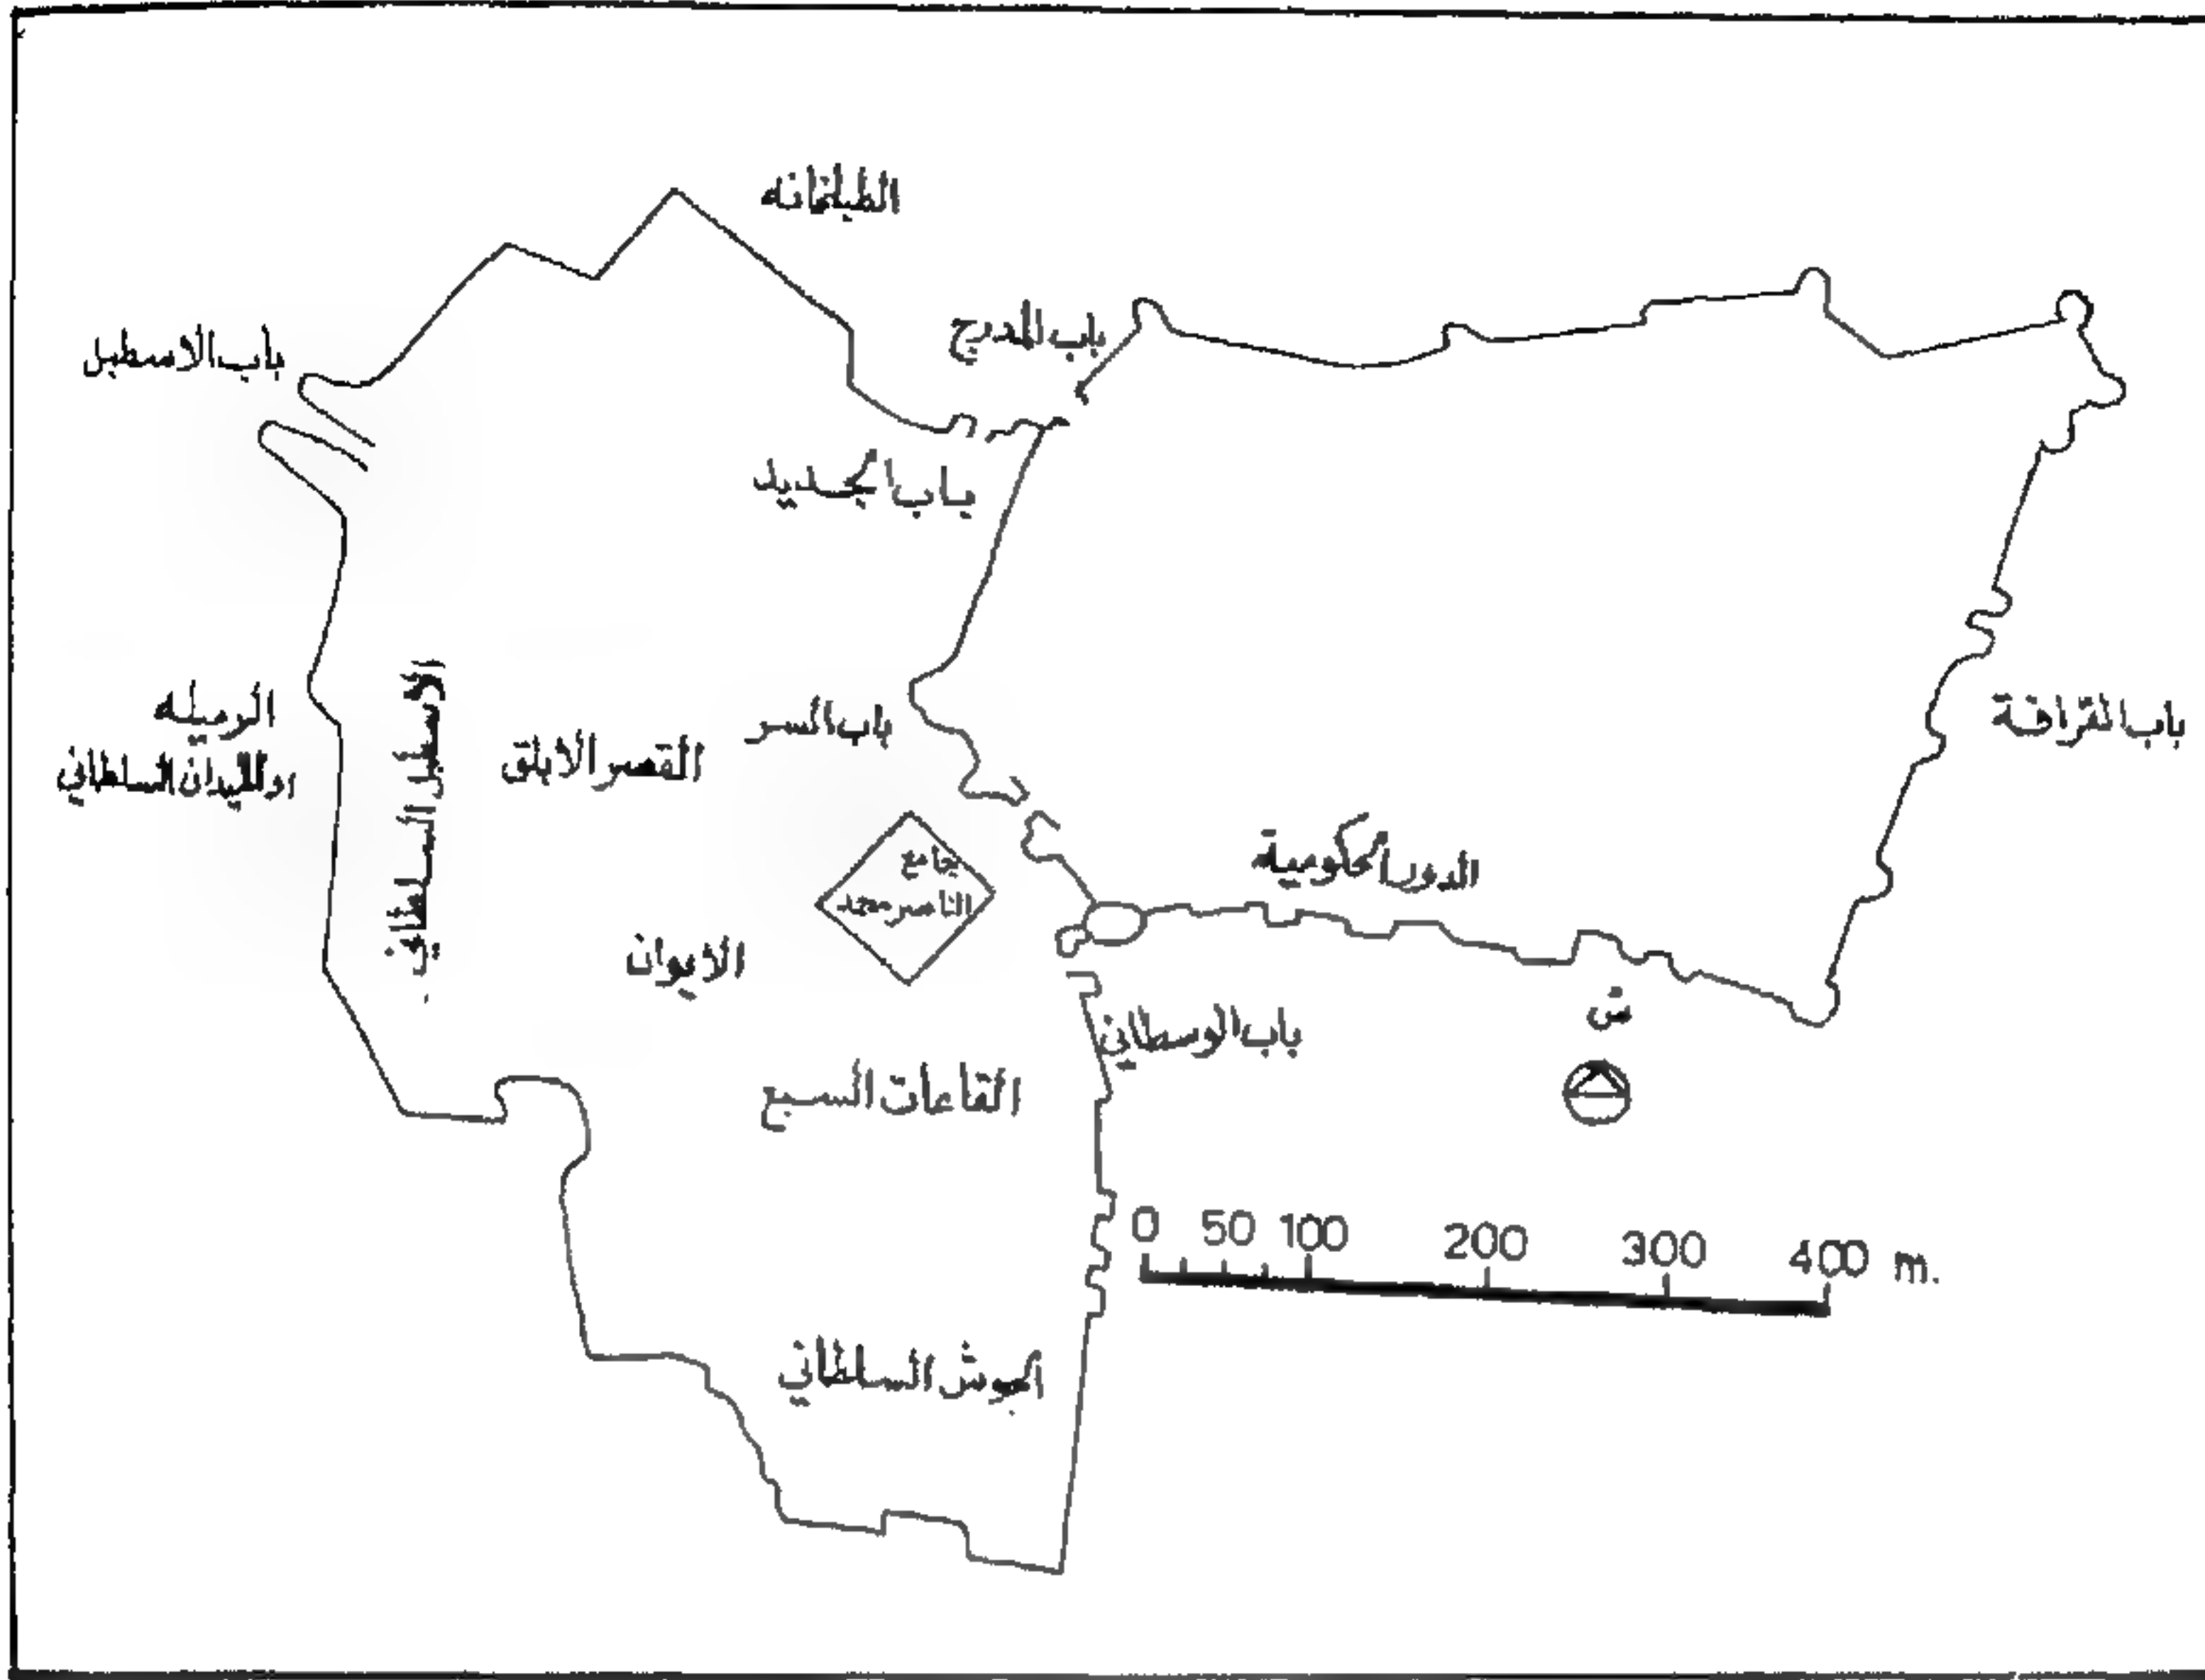 الطبلخانه
باب المدرج
باب الاسطبل
باب الجديد
الرميله
او الميدان السلطاني
الاسطبل السلطاني
القصر الابلق
باب السر
باب القرافة
جامع
الناصر محمد
الدور الحكومية
الايوان
باب الوسطاني
ش
القاعات السبع
0 50 100 200 300 400 m.
الحوش السلطاني